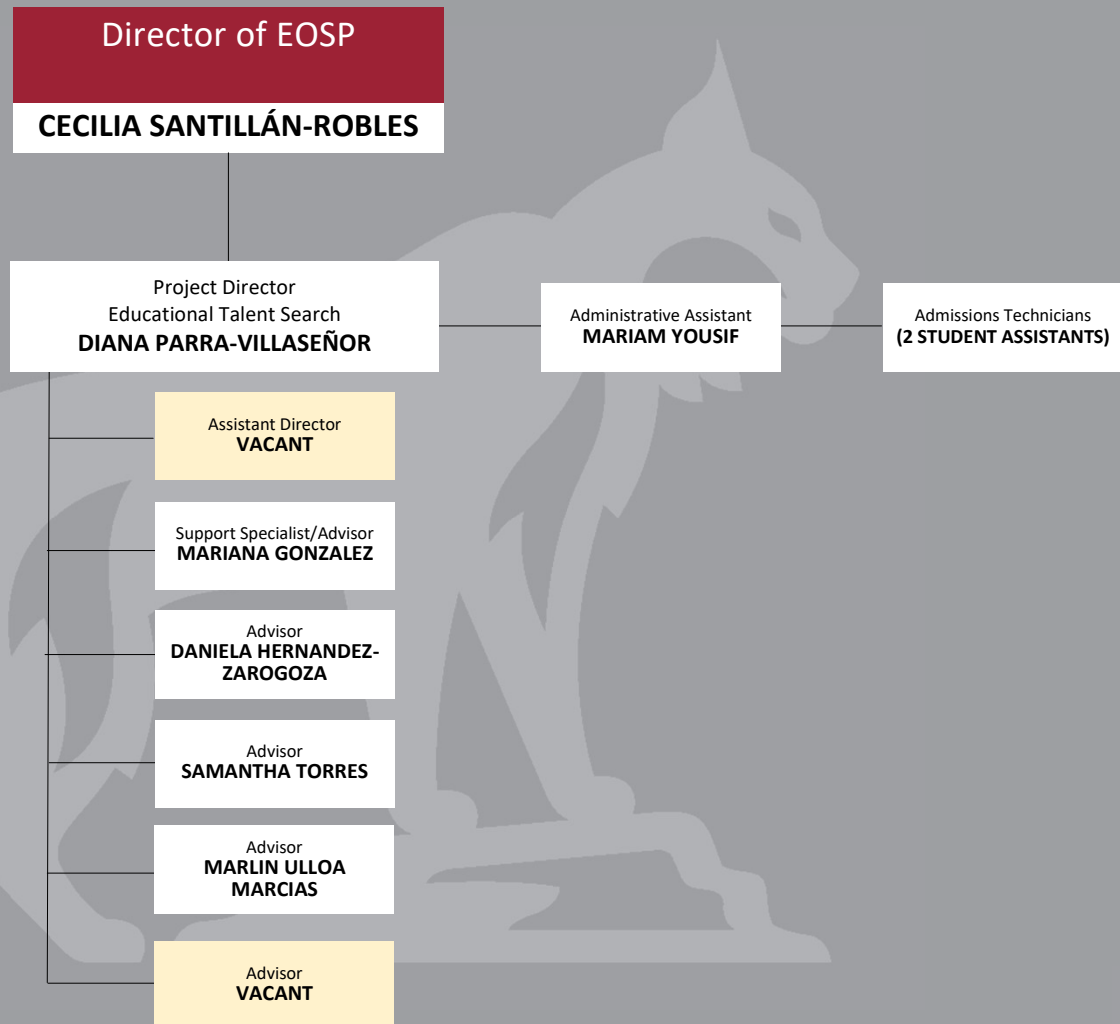 Director of EOSP
CECILIA SANTILLÁN-ROBLES
Project Director
Educational Talent Search
DIANA PARRA-VILLASEÑOR
Administrative Assistant
MARIAM YOUSIF
Admissions Technicians
(2 STUDENT ASSISTANTS)
Assistant Director
VACANT
Support Specialist/Advisor
MARIANA GONZALEZ
Advisor
DANIELA HERNANDEZ-
ZAROGOZA
Advisor
SAMANTHA TORRES
Advisor
MARLIN ULLOA
MARCIAS
Advisor
VACANT